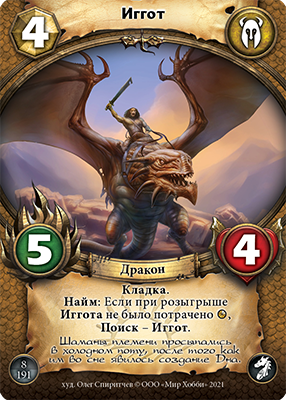 Иггот
4
5
4
Дракон
Кладка.
Найм: Если при розыгрыше
Иггота не было потрачено ,
Поиск – Иггот.
Шаманы племени просыпались
в холодном поту, после того как
им во сне явилось создание Дна.
8
191
худ. Олег Спиричев © ООО «Мир Хобби» 2021